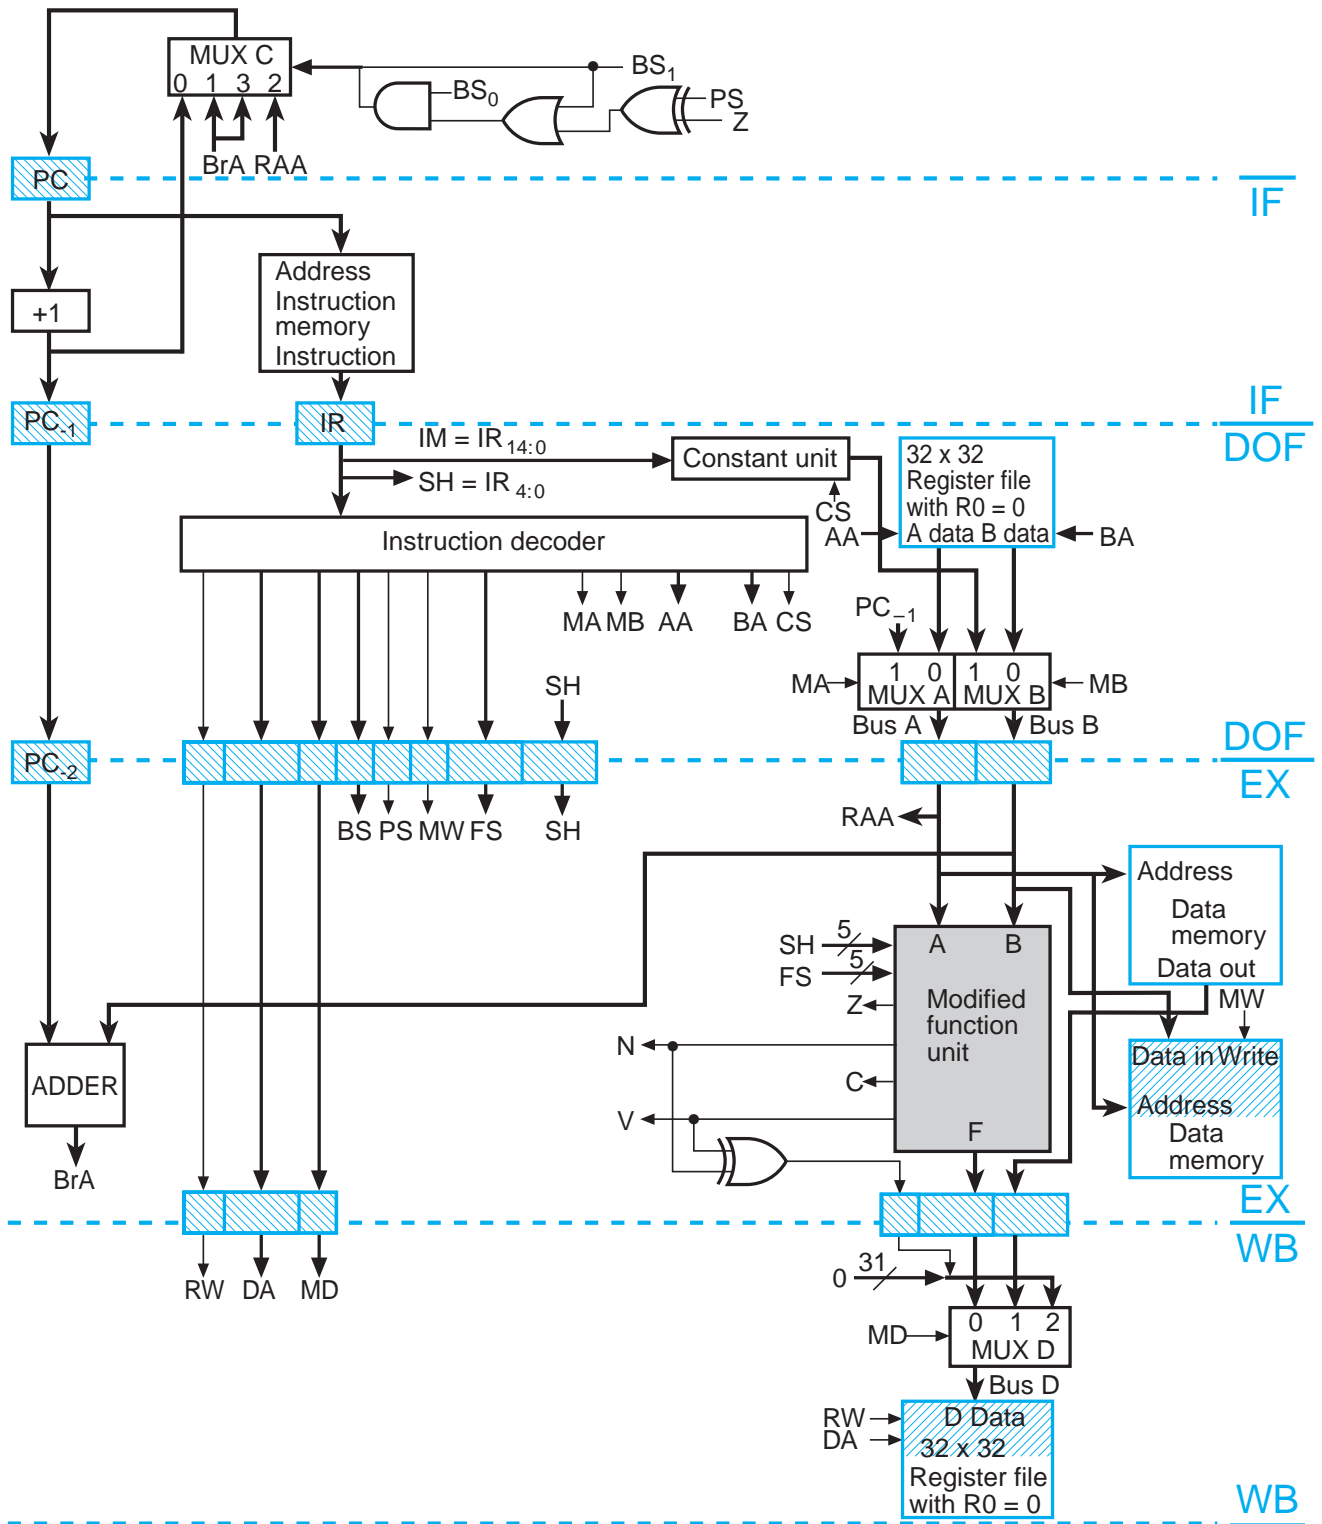 MUX C
0 1 3 2
BS1
BS0
PS
Z
BrA RAA
PC
IF
Address
Instruction
memory
Instruction
+1
PC-1
IR
IF
DOF
IM = IR14:0
SH = IR4:0
Constant unit
CS
32 x 32
Register file
with R0 = 0
A data B data
AA
BA
Instruction decoder
MA MB AA BA CS
PC–1
1 0 1 0
MUX A MUX B
MA
MB
SH
Bus A
Bus B
DOF
EX
PC-2
BS PS MW FS SH
RAA
Address
Data
memory
Data out
A B
SH 5
FS 5
Z
Modified
function
unit
N
C
V
F
MW
Data in Write
Address
Data
memory
ADDER
BrA
EX
WB
RW DA MD
0 31
0 1 2
MUX D
MD
Bus D
RW
DA
D Data
32 x 32
Register file
with R0 = 0
WB